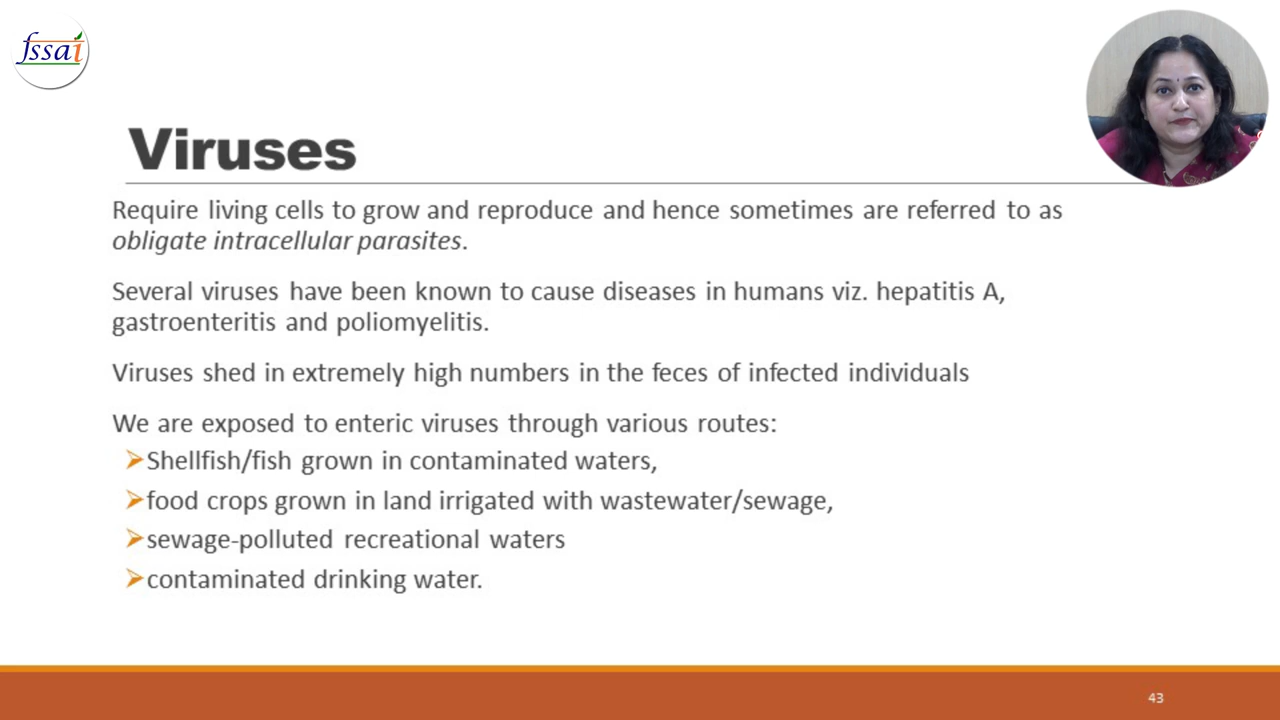 fssai
Viruses
Require living cells to grow and reproduce and hence sometimes are referred to as
obligate intracellular parasites.
Several viruses have been known to cause diseases in humans viz. hepatitis A,
gastroenteritis and poliomyelitis.
Viruses shed in extremely high numbers in the feces of infected individuals
We are exposed to enteric viruses through various routes:
Shellfish/fish grown in contaminated waters,
food crops grown in land irrigated with wastewater/sewage,
sewage-polluted recreational waters
contaminated drinking water.
43